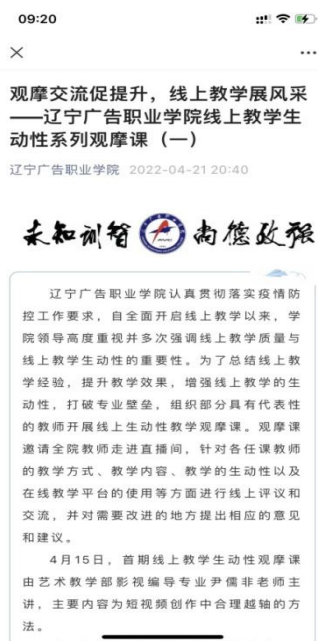 09:20
观摩交流促提升，线上教学展风采
——辽宁广告职业学院线上教学生
动性系列观摩课（一）
辽宁广告职业学院 2022-04-21 20:40
未知训智 尚德致强
辽宁广告职业学院认真贯彻落实疫情防
控工作要求，自全面开启线上教学以来，学
院领导高度重视并多次强调线上教学质量与
线上教学生动性的重要性。为了总结线上教
学经验，提升教学效果，增强线上教学的生
动性，打破专业壁垒，组织部分具有代表性
的教师开展线上生动性教学观摩课。观摩课
邀请全院教师走进直播间，针对各任课教师
的教学方式、教学内容、教学的生动性以及
在线教学平台的使用等方面进行线上评议和
交流，并对需要改进的地方提出相应的意见
和建议。
4月15日，首期线上教学生动性观摩课
由艺术教学部影视编导专业尹儒非老师主
讲，主要内容为短视频创作中合理越轴的方
法。